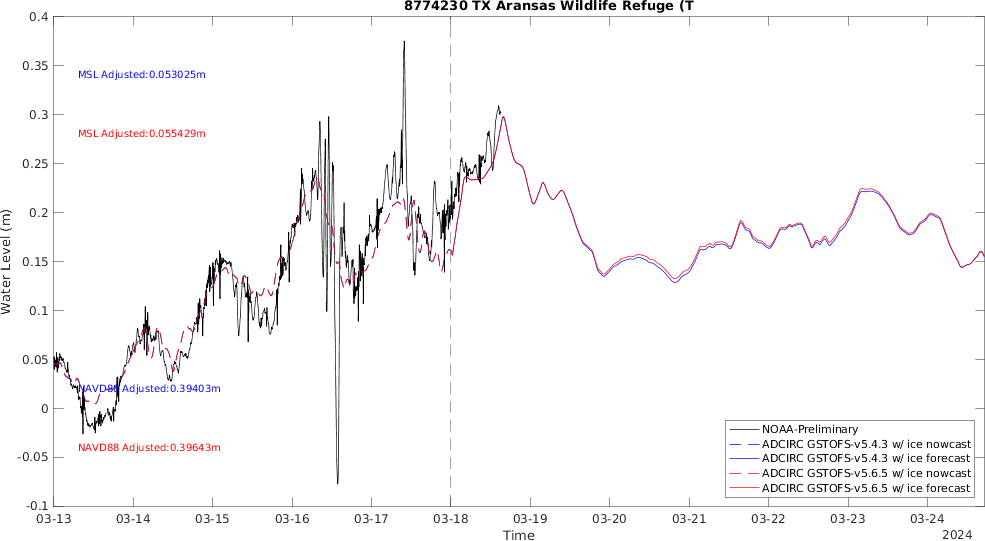 8774230 TX Aransas Wildlife Refuge (T
0.4
0.35
0.3
0.25
0.2
0.15
0.1
0.05
0
-0.05
-0.1
Water Level (m)
MSL Adjusted:0.053025m
MSL Adjusted:0.055429m
NAVD88 Adjusted:0.39403m
NAVD88 Adjusted:0.39643m
NOAA-Preliminary
ADCIRC GSTOFS-v5.4.3 w/ ice nowcast
ADCIRC GSTOFS-v5.4.3 w/ ice forecast
ADCIRC GSTOFS-v5.6.5 w/ ice nowcast
ADCIRC GSTOFS-v5.6.5 w/ ice forecast
03-13 03-14 03-15 03-16 03-17 03-18 03-19 03-20 03-21 03-22 03-23 03-24
Time
2024